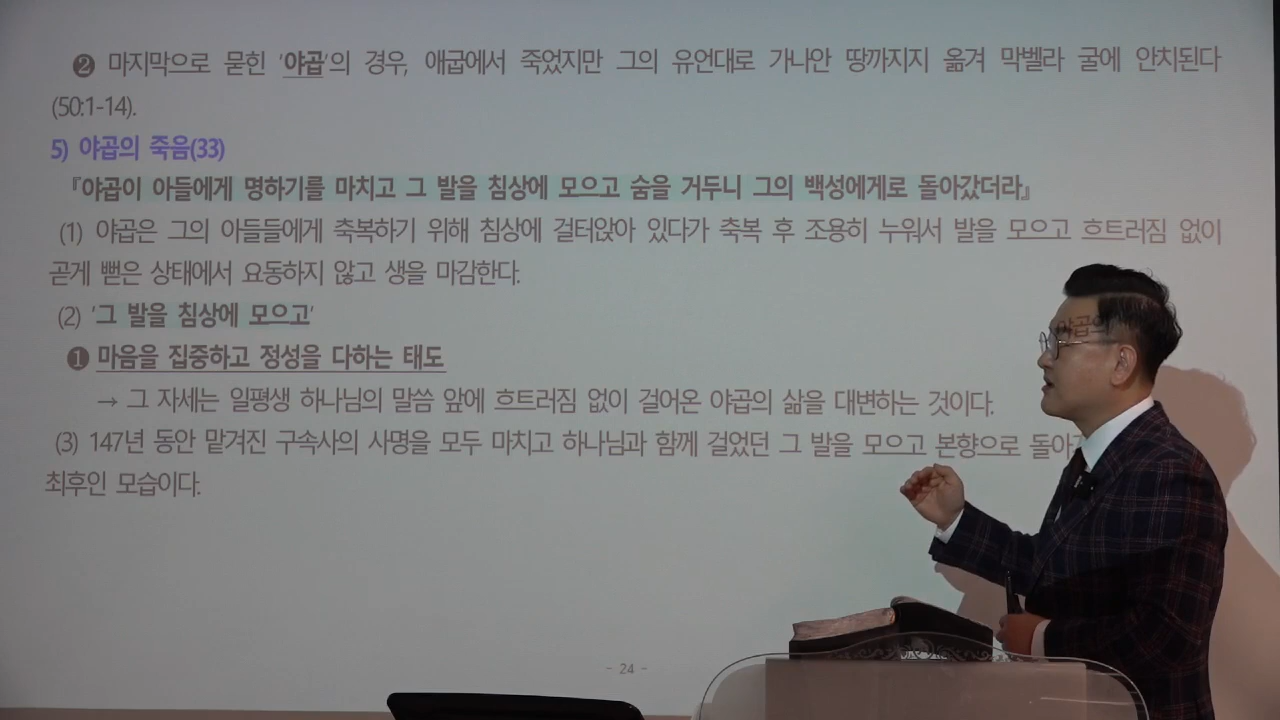 ❷ 마지막으로 묻힌 '야곱'의 경우, 애굽에서 죽었지만 그의 유언대로 가나안 땅까지지 옮겨 막벨라 굴에 안치된다
(50:1-14).
5) 야곱의 죽음(33)
『야곱이 아들에게 명하기를 마치고 그 발을 침상에 모으고 숨을 거두니 그의 백성에게로 돌아갔더라』
(1) 야곱은 그의 아들들에게 축복하기 위해 침상에 걸터앉아 있다가 축복 후 조용히 누워서 발을 모으고 흐트러짐 없이
곧게 뻗은 상태에서 요동하지 않고 생을 마감한다.
(2) '그 발을 침상에 모으고'
❶ 마음을 집중하고 정성을 다하는 태도
→ 그 자세는 일평생 하나님의 말씀 앞에 흐트러짐 없이 걸어온 야곱의 삶을 대변하는 것이다.
(3) 147년 동안 맡겨진 구속사의 사명을 모두 마치고 하나님과 함께 걸었던 그 발을 모으고 본향으로 야곱의
최후인 모습이다.
- 24 -